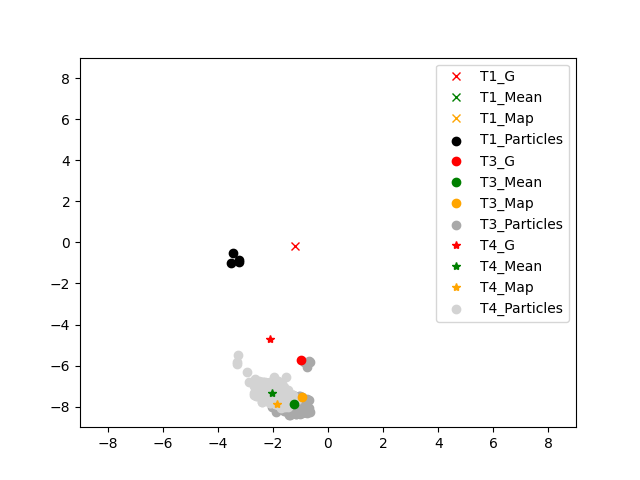 8
6
4
2
0
−2
−4
−6
−8
−8 −6 −4 −2 0 2 4 6 8
T1_G
T1_Mean
T1_Map
T1_Particles
T3_G
T3_Mean
T3_Map
T3_Particles
T4_G
T4_Mean
T4_Map
T4_Particles